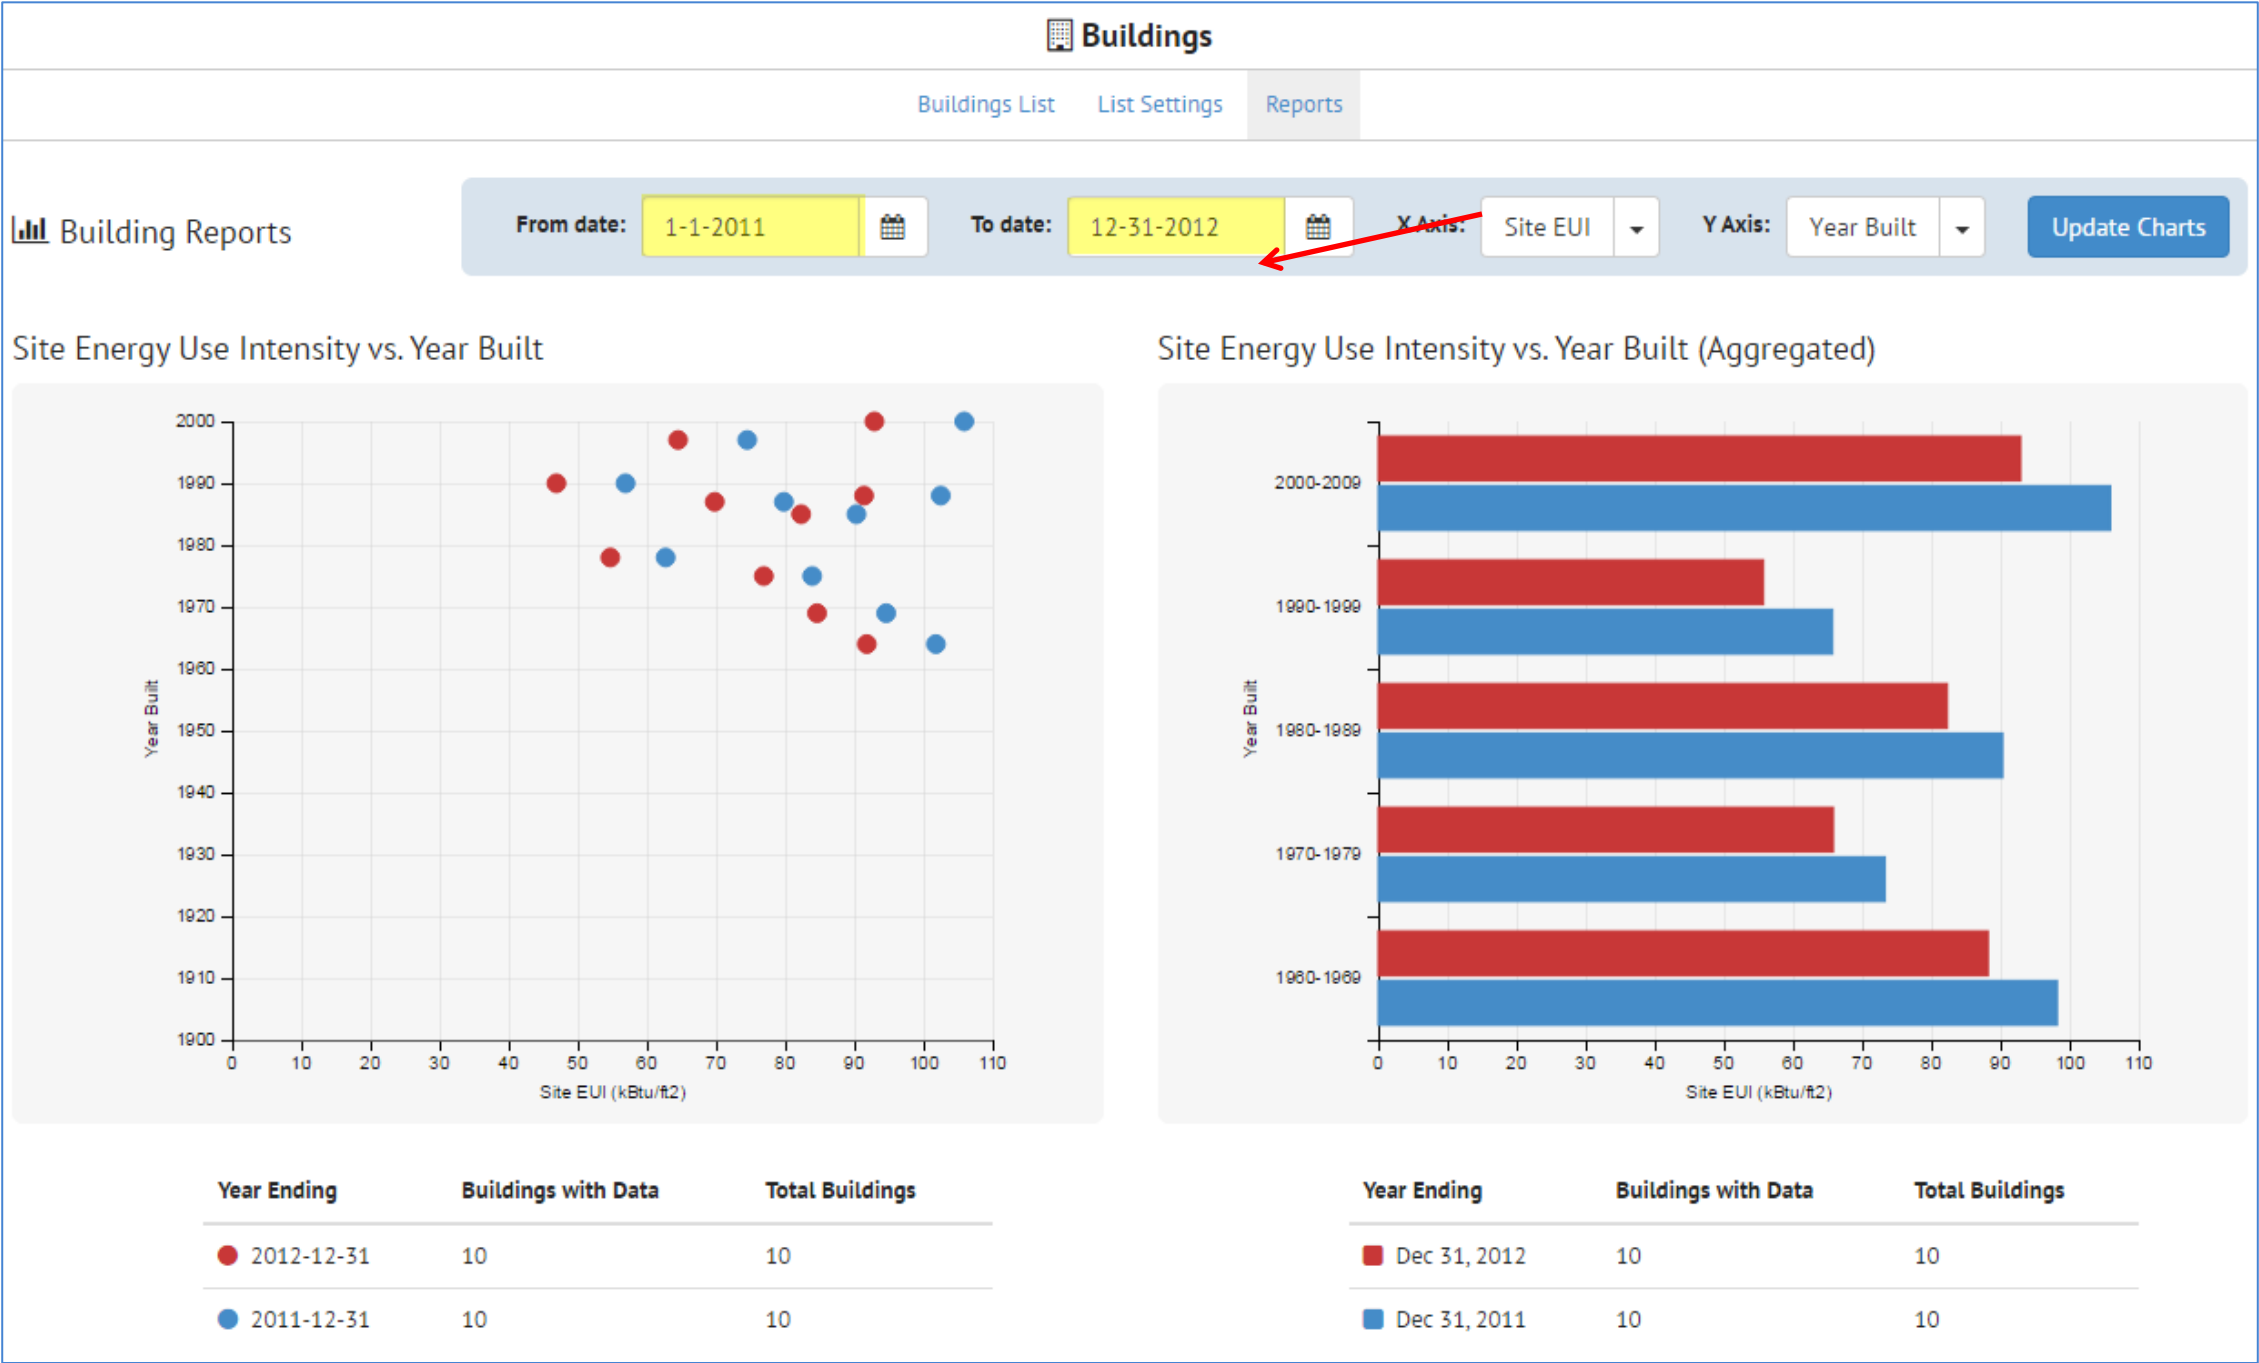 Buildings
Buildings List List Settings Reports
Building Reports From date: 1-1-2011 To date: 12-31-2012 X Axis: Site EUI Y Axis: Year Built Update Charts
Site Energy Use Intensity vs. Year Built
2000
1990
1980
1970
1960
1950
1940
1930
1920
1910
1900
Year Built
0 10 20 30 40 50 60 70 80 90 100 110
Site EUI (kBtu/ft2)
Site Energy Use Intensity vs. Year Built (Aggregated)
2000-2009
1990-1999
1980-1989
1970-1979
1960-1969
Year Built
0 10 20 30 40 50 60 70 80 90 100 110
Site EUI (kBtu/ft2)
Year Ending Buildings with Data Total Buildings
2012-12-31 10 10
2011-12-31 10 10
Year Ending Buildings with Data Total Buildings
Dec 31, 2012 10 10
Dec 31, 2011 10 10